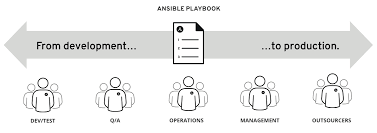 ANSIBLE PLAYBOOK
From development...
...to production.
DEV/TEST
Q/A
OPERATIONS
MANAGEMENT
OUTSOURCERS